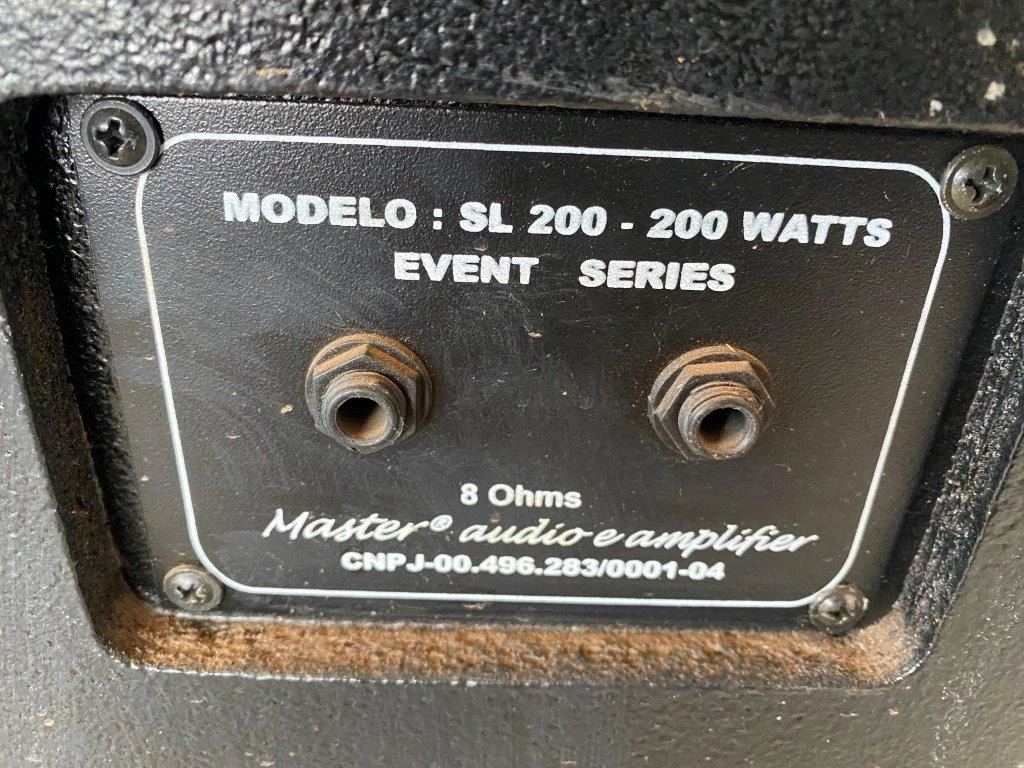 MODELO : SL 200 - 200 WATTS
EVENT SERIES
8 Ohms
Master® audio e amplifier
CNPJ-00.496.283/0001-04